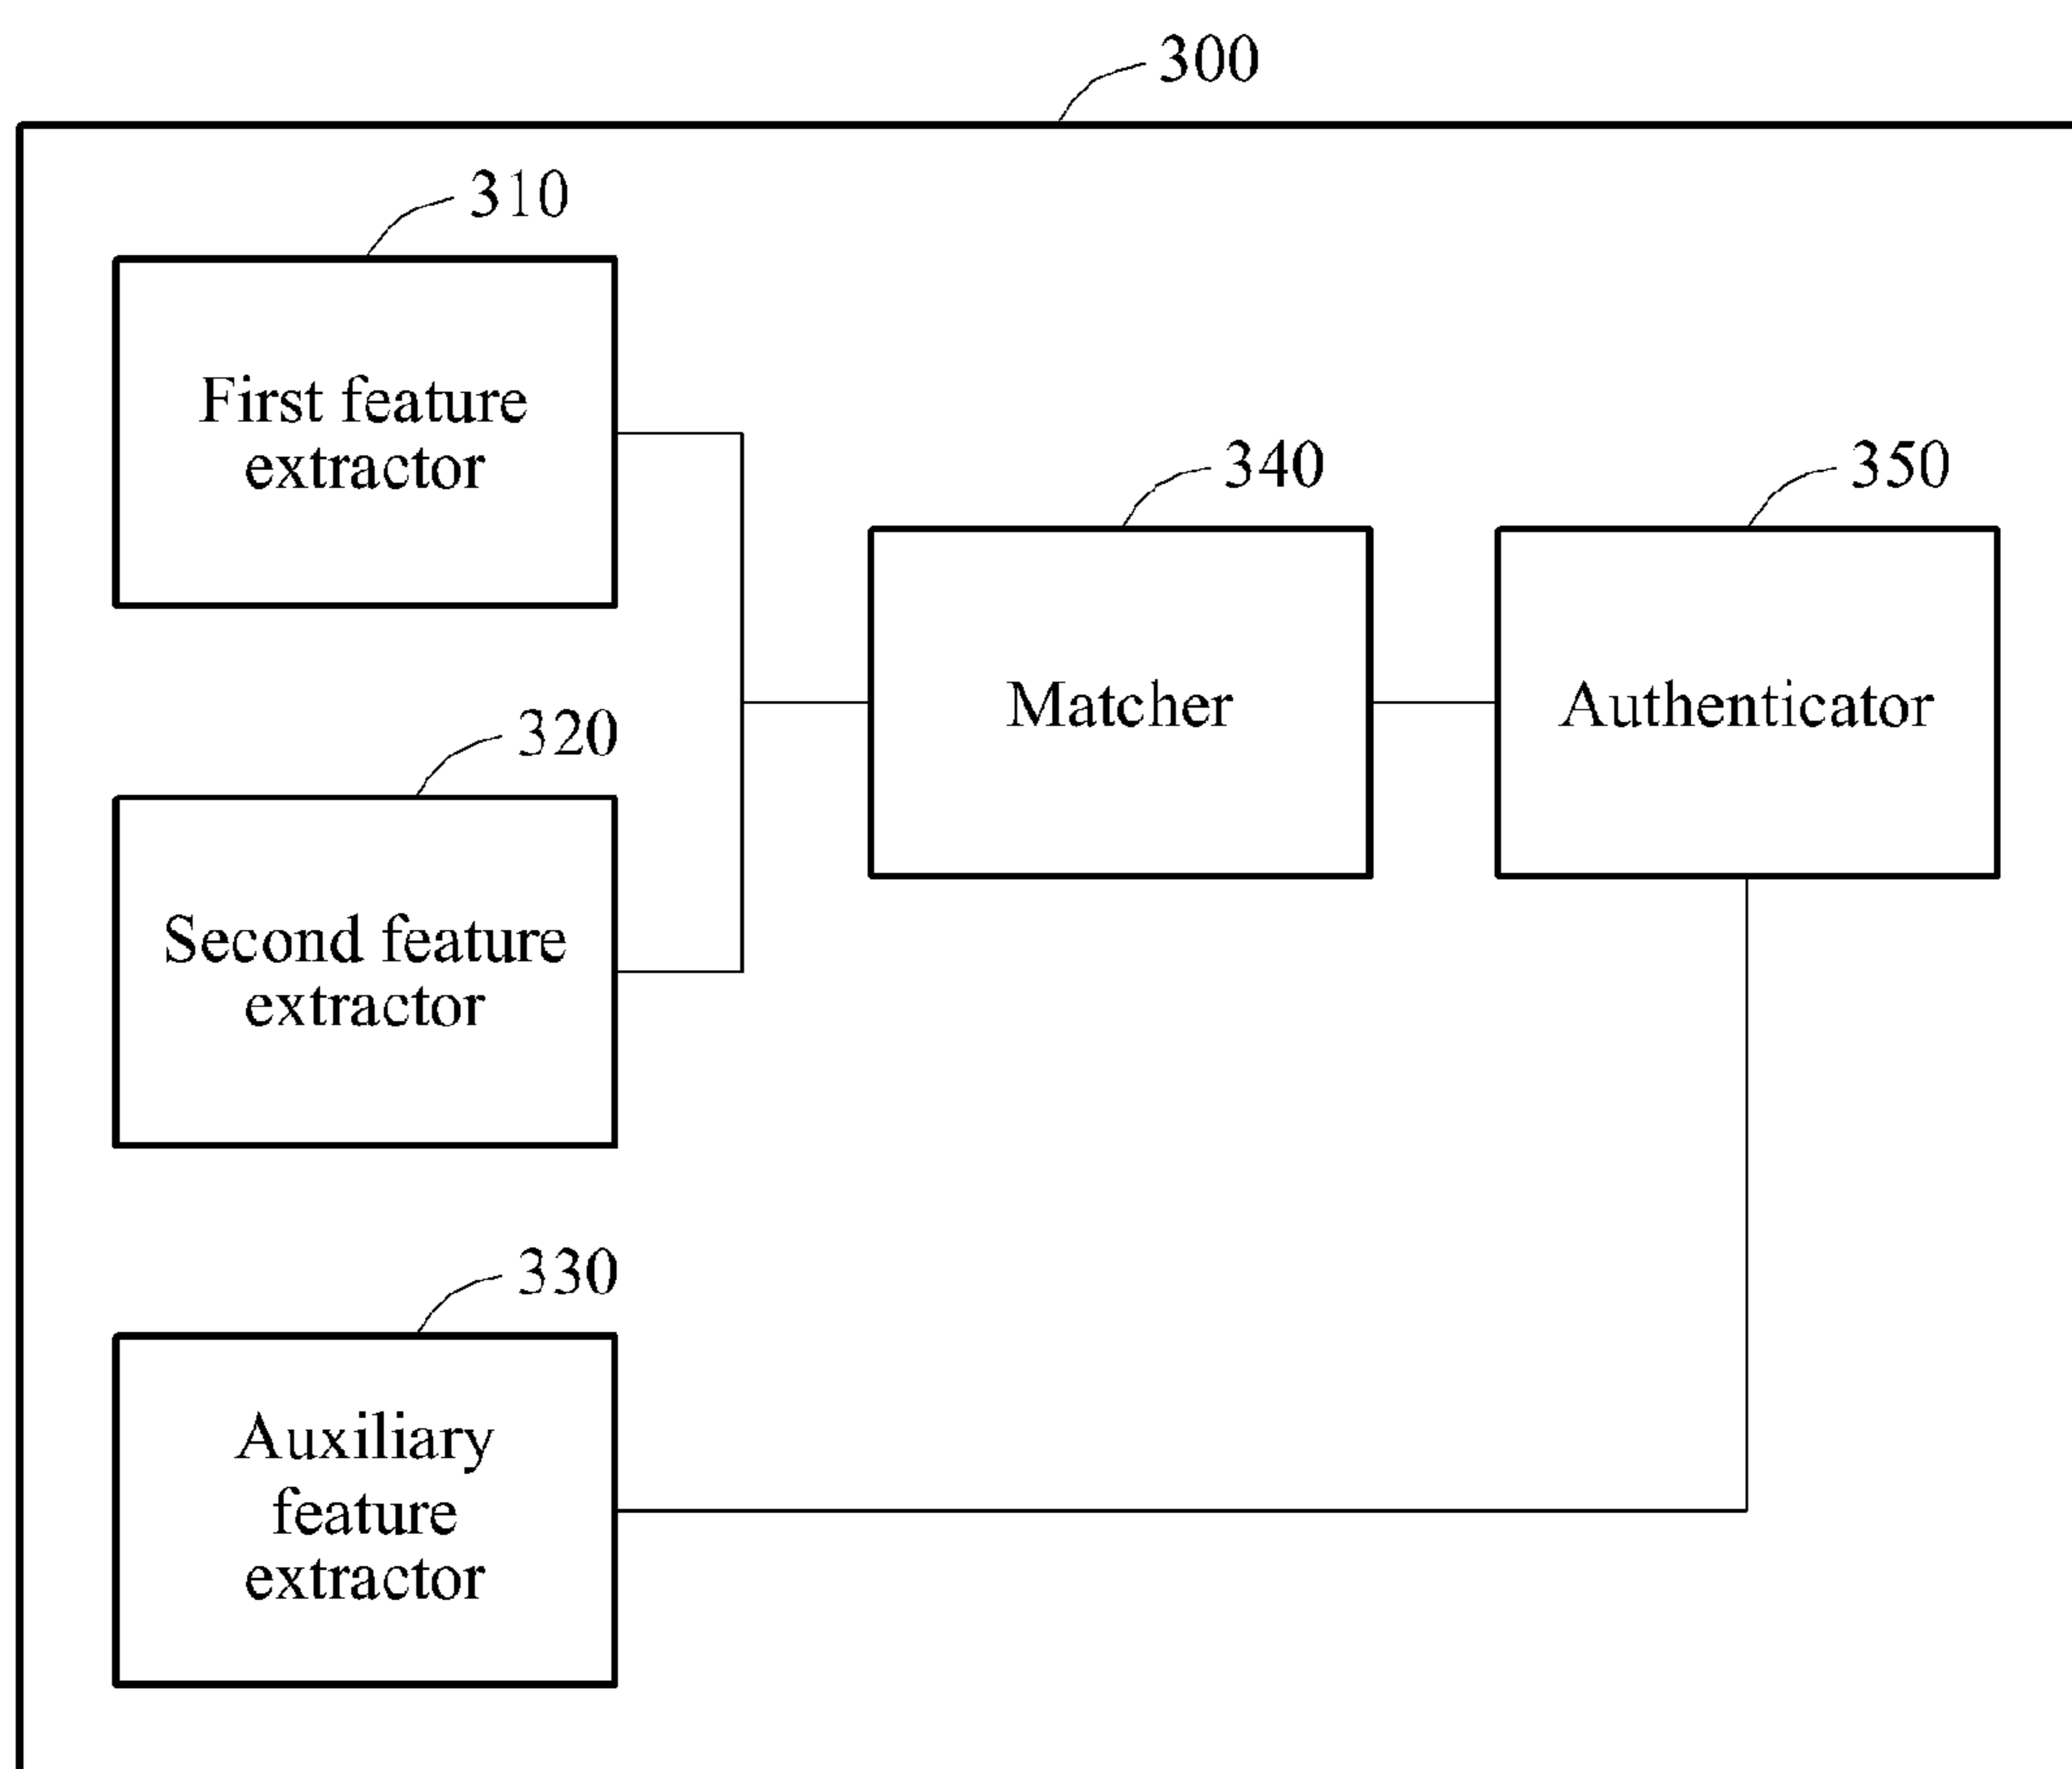 300
310
First feature
extractor
340
350
Matcher
Authenticator
320
Second feature
extractor
330
Auxiliary
feature
extractor